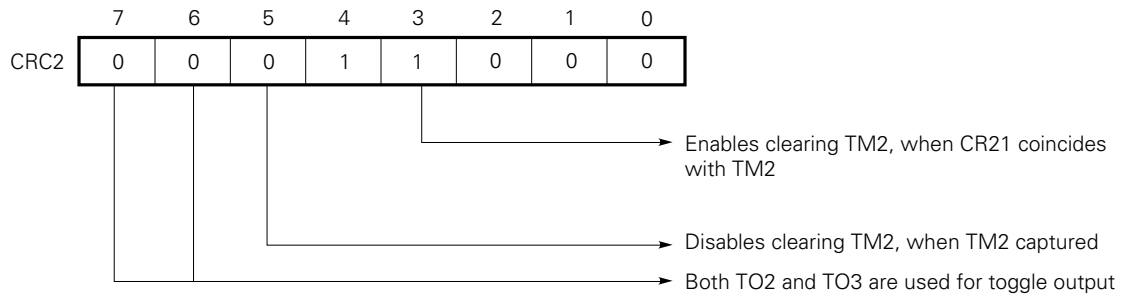 7 6 5 4 3 2 1 0
CRC2 0 0 0 1 1 0 0 0
Enables clearing TM2, when CR21 coincides
with TM2
Disables clearing TM2, when TM2 captured
Both TO2 and TO3 are used for toggle output